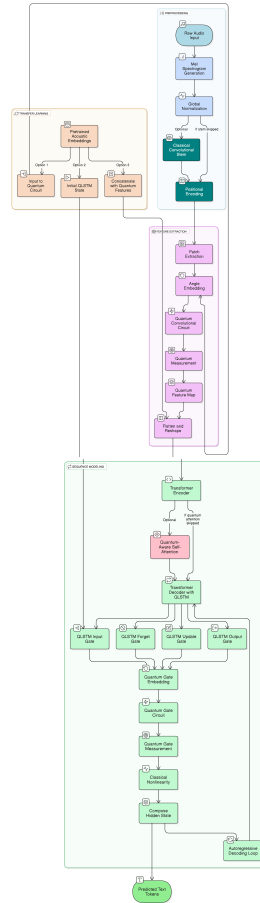 PREPROCESSING
Raw Audio
Input
Mel
Spectrogram
Generation
Global
Normalization
Optional
If stem skipped
Classical
Convolutional
Stem
Positional
Encoding
TRANSFER LEARNING
Pretrained
Acoustic
Embeddings
Option 1
Option 2
Option 3
Input to
Quantum
Circuit
Initial QLSTM
State
Concatenate
with Quantum
Features
FEATURE EXTRACTION
Patch
Extraction
Angle
Embedding
Quantum
Convolutional
Circuit
Quantum
Measurement
Quantum
Feature Map
Flatten and
Reshape
SEQUENCE MODELING
Transformer
Encoder
Optional
If quantum
attention
skipped
Quantum-
Aware Self-
Attention
Transformer
Decoder with
QLSTM
QLSTM Input
Gate
QLSTM Forget
Gate
QLSTM Update
Gate
QLSTM Output
Gate
Quantum Gate
Embedding
Quantum Gate
Circuit
Quantum Gate
Measurement
Classical
Nonlinearity
Compose
Hidden State
Autoregressive
Decoding Loop
Predicted Text
Tokens